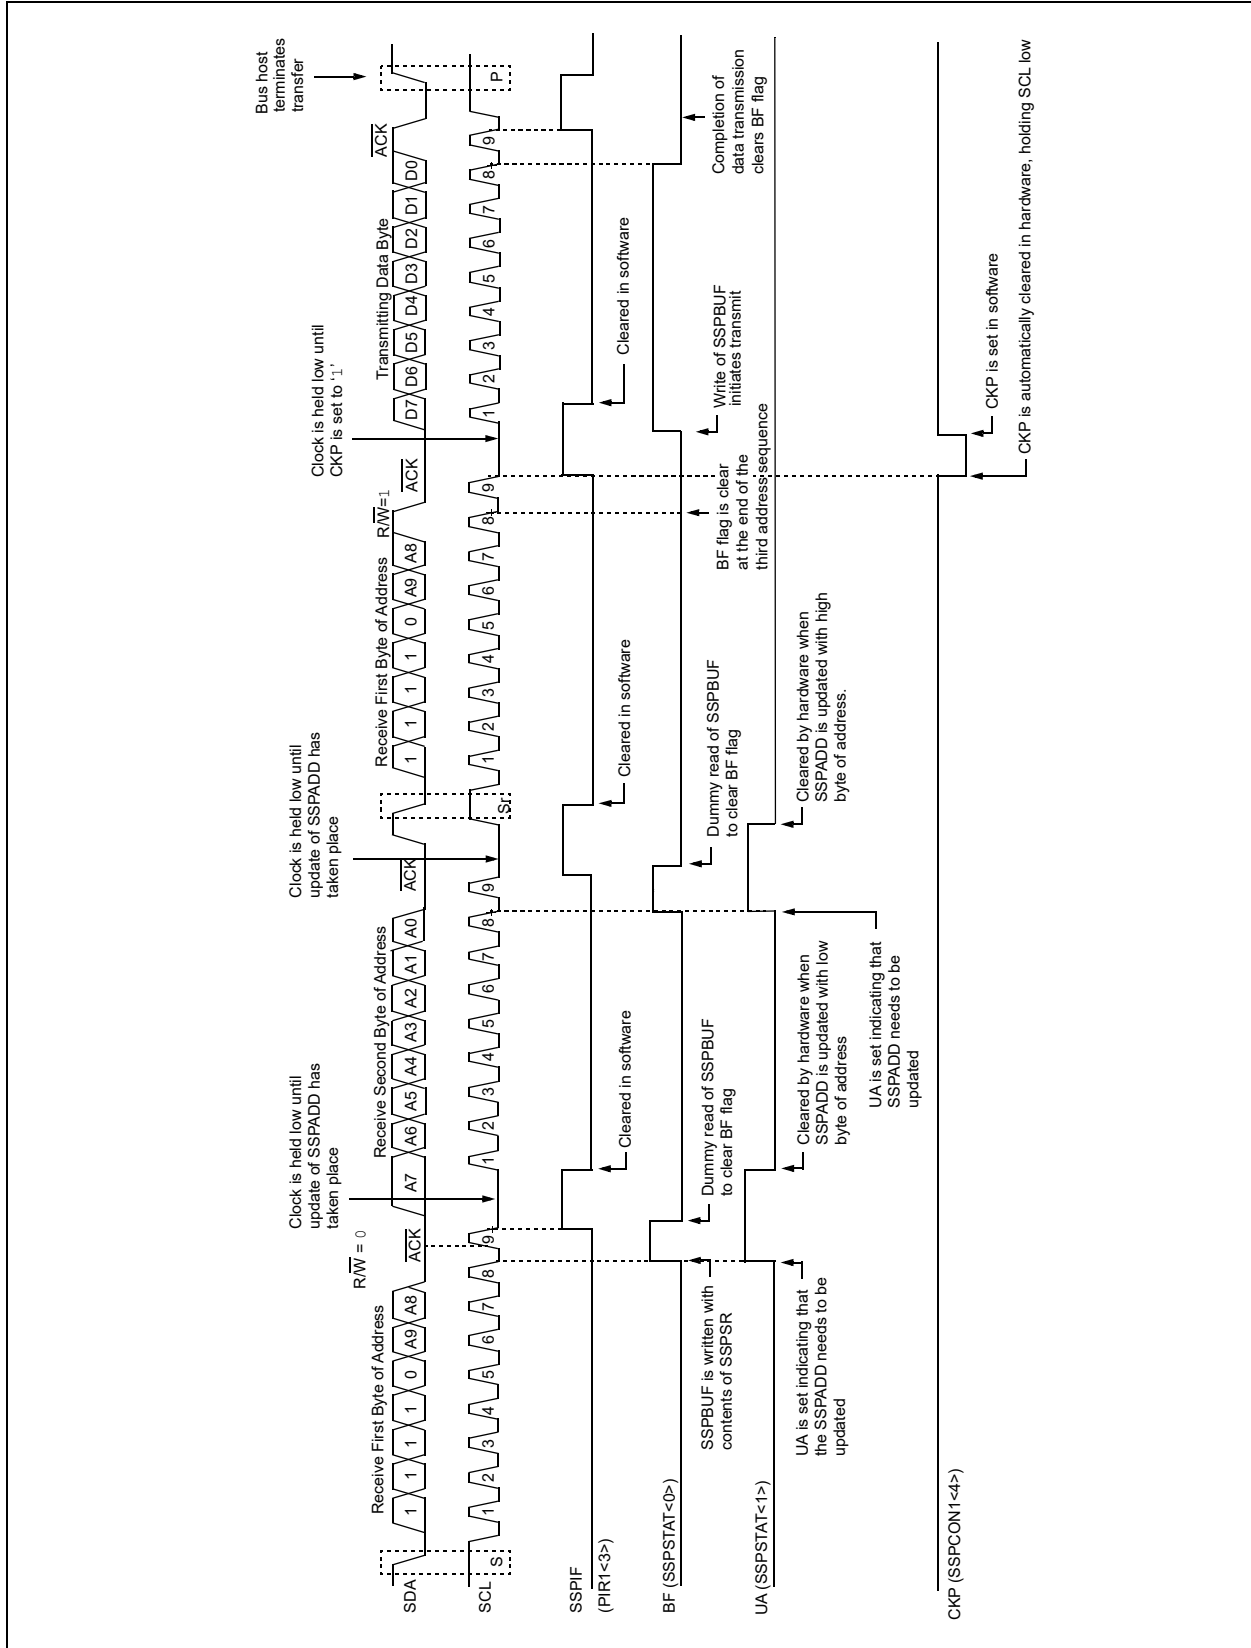 Bus host
terminates
transfer
Clock is held low until
CKP is set to ‘1’
Clock is held low until
update of SSPADD has
taken place
Clock is held low until
update of SSPADD has
taken place
R/W = 0
Receive First Byte of Address
ACK
Receive Second Byte of Address
ACK
Receive First Byte of Address
R/W=1
ACK
Transmitting Data Byte
ACK
SDA
1 1 1 1 0 A9 A8
A7 A6 A5 A4 A3 A2 A1 A0
1 1 1 1 0 A9 A8
D7 D6 D5 D4 D3 D2 D1 D0
SCL
S
1 2 3 4 5 6 7 8 9
1 2 3 4 5 6 7 8 9
Sr
1 2 3 4 5 6 7 8 9
1 2 3 4 5 6 7 8 9
P
SSPIF
(PIR1<3>)
Cleared in software
Cleared in software
Cleared in software
BF (SSPSTAT<0>)
SSPBUF is written with
contents of SSPSR
Dummy read of SSPBUF
to clear BF flag
Dummy read of SSPBUF
to clear BF flag
BF flag is clear
at the end of the
third address sequence
Write of SSPBUF
initiates transmit
Completion of
data transmission
clears BF flag
UA (SSPSTAT<1>)
UA is set indicating that
the SSPADD needs to be
updated
Cleared by hardware when
SSPADD is updated with low
byte of address
UA is set indicating that
SSPADD needs to be
updated
Cleared by hardware when
SSPADD is updated with high
byte of address.
CKP (SSPCON1<4>)
CKP is set in software
CKP is automatically cleared in hardware, holding SCL low